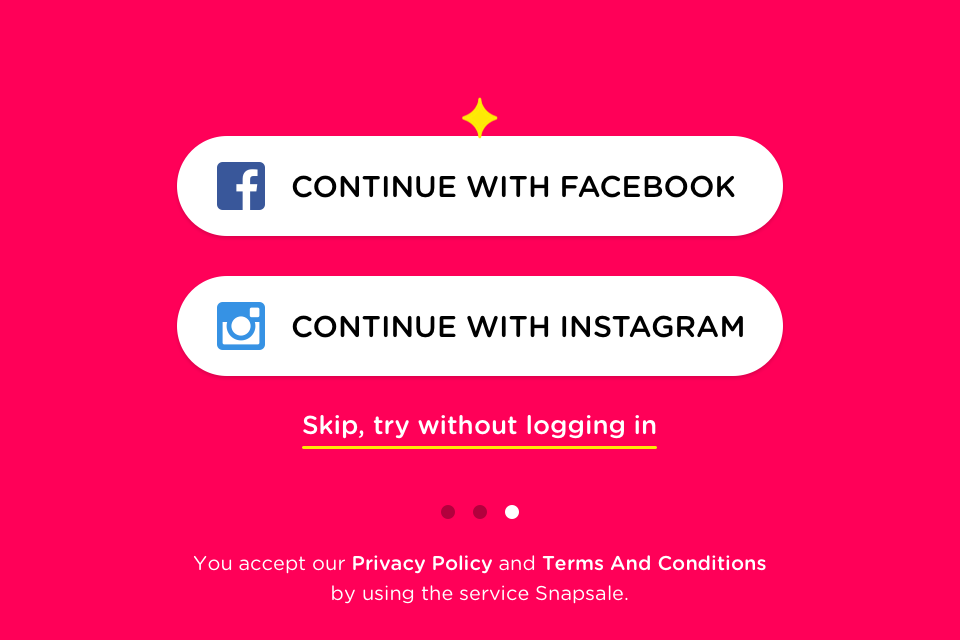 CONTINUE WITH FACEBOOK
CONTINUE WITH INSTAGRAM
Skip, try without logging in
You accept our Privacy Policy and Terms And Conditions
by using the service Snapsale.